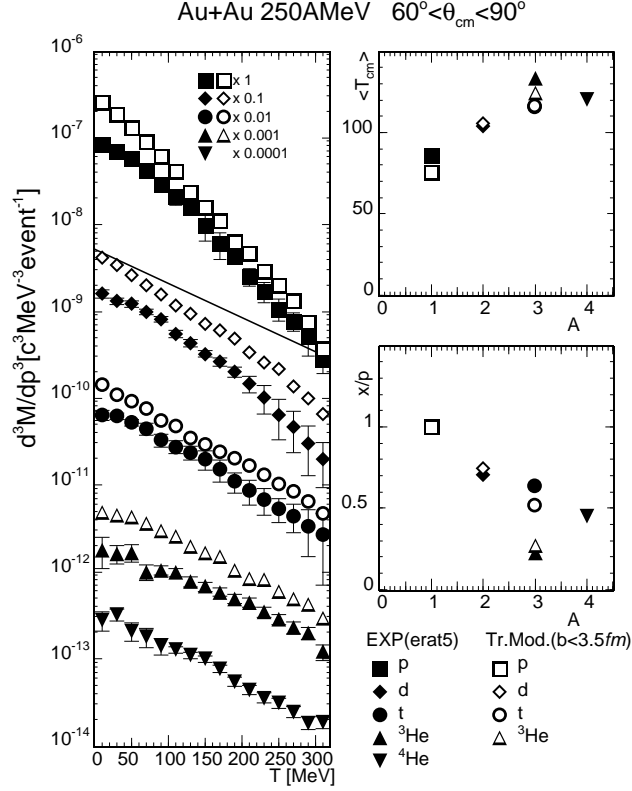 Au+Au 250AMeV 60°<θcm<90°
d³M/dp³[c³MeV⁻³event⁻¹]
10⁻⁶
10⁻⁷
10⁻⁸
10⁻⁹
10⁻¹⁰
10⁻¹¹
10⁻¹²
10⁻¹³
10⁻¹⁴
x 1
x 0.1
x 0.01
x 0.001
x 0.0001
0 50 100 150 200 250 300
T [MeV]
<Tcm>
100
50
0
0 1 2 3 4 5
A
x/p
1
0.5
0
0 1 2 3 4 5
A
EXP(erat5) Tr.Mod.(b<3.5fm)
p p
d d
t t
³He ³He
⁴He